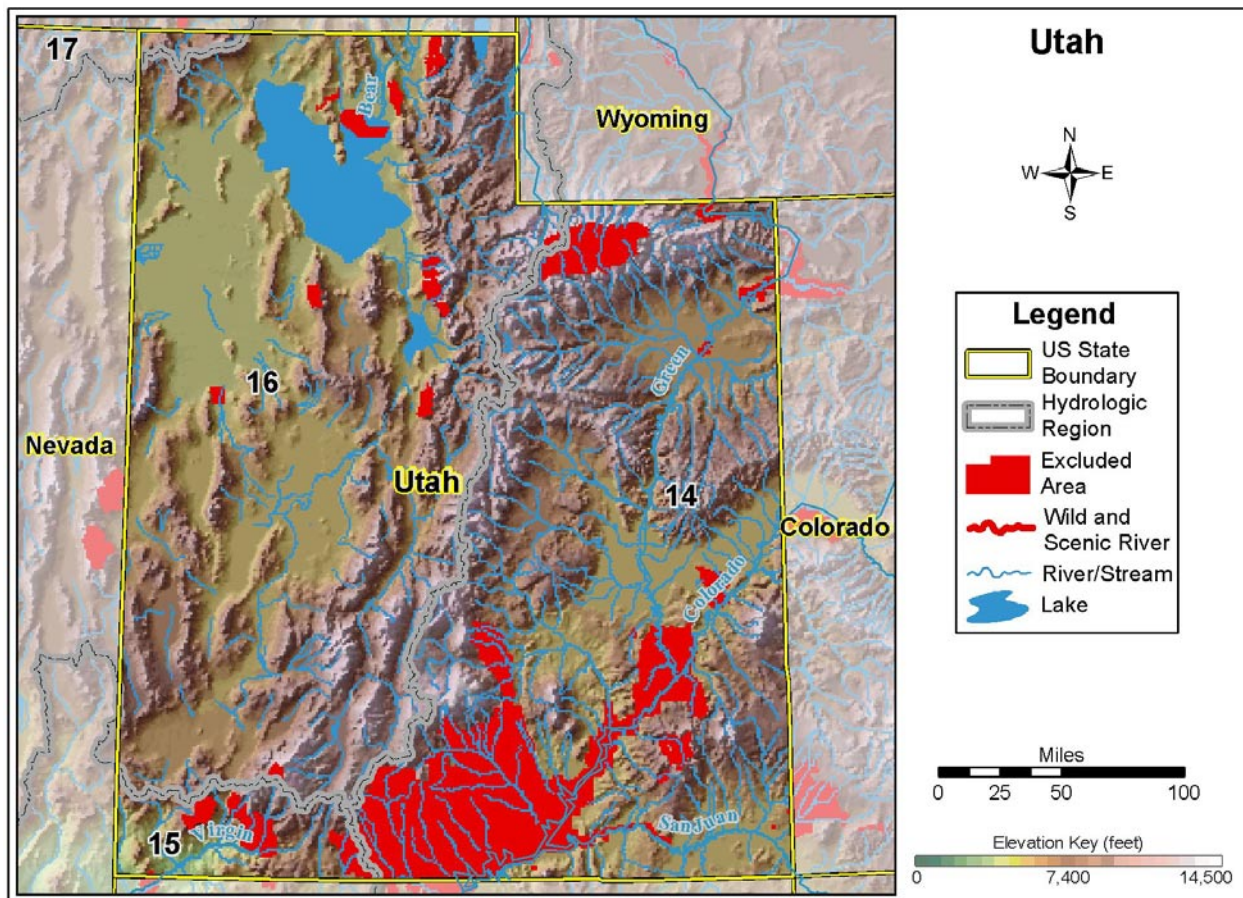 17
Bear
Wyoming
16
Green
Nevada
Utah
14
Colorado
Colorado
15
Virgin
SanJuan
Utah
N
W
E
S
Legend
US State
Boundary
Hydrologic
Region
Excluded
Area
Wild and
Scenic River
River/Stream
Lake
Miles
0 25 50 100
Elevation Key (feet)
0 7,400 14,500